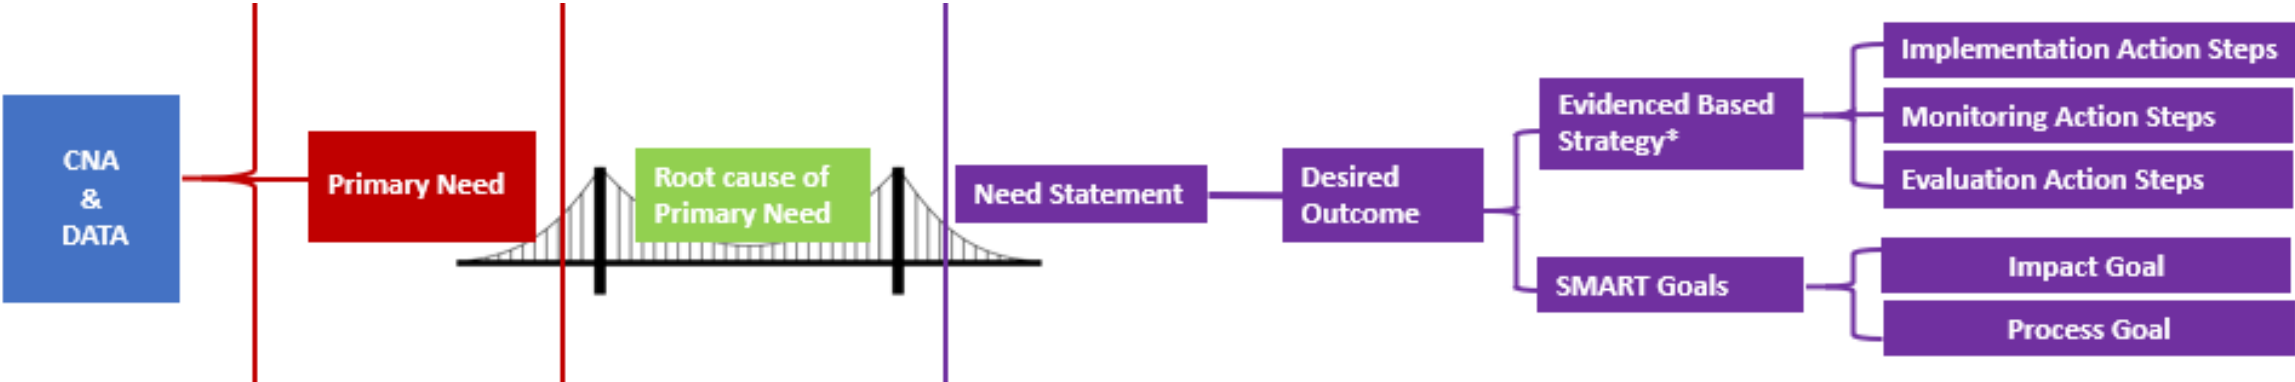 CNA
&
DATA
Primary Need
Root cause of
Primary Need
Need Statement
Desired
Outcome
Evidenced Based
Strategy*
SMART Goals
Implementation Action Steps
Monitoring Action Steps
Evaluation Action Steps
Impact Goal
Process Goal